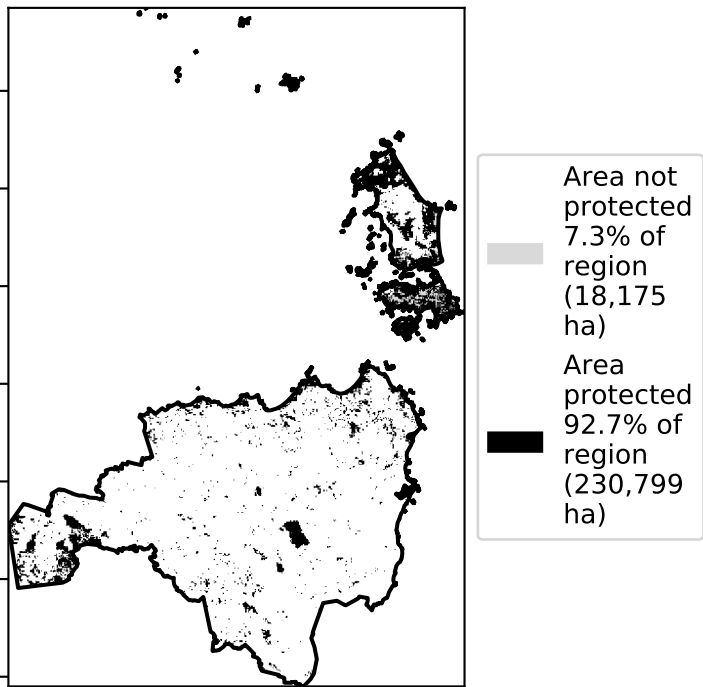 Area not
protected
7.3% of
region
(18,175
ha)
Area
protected
92.7% of
region
(230,799
ha)